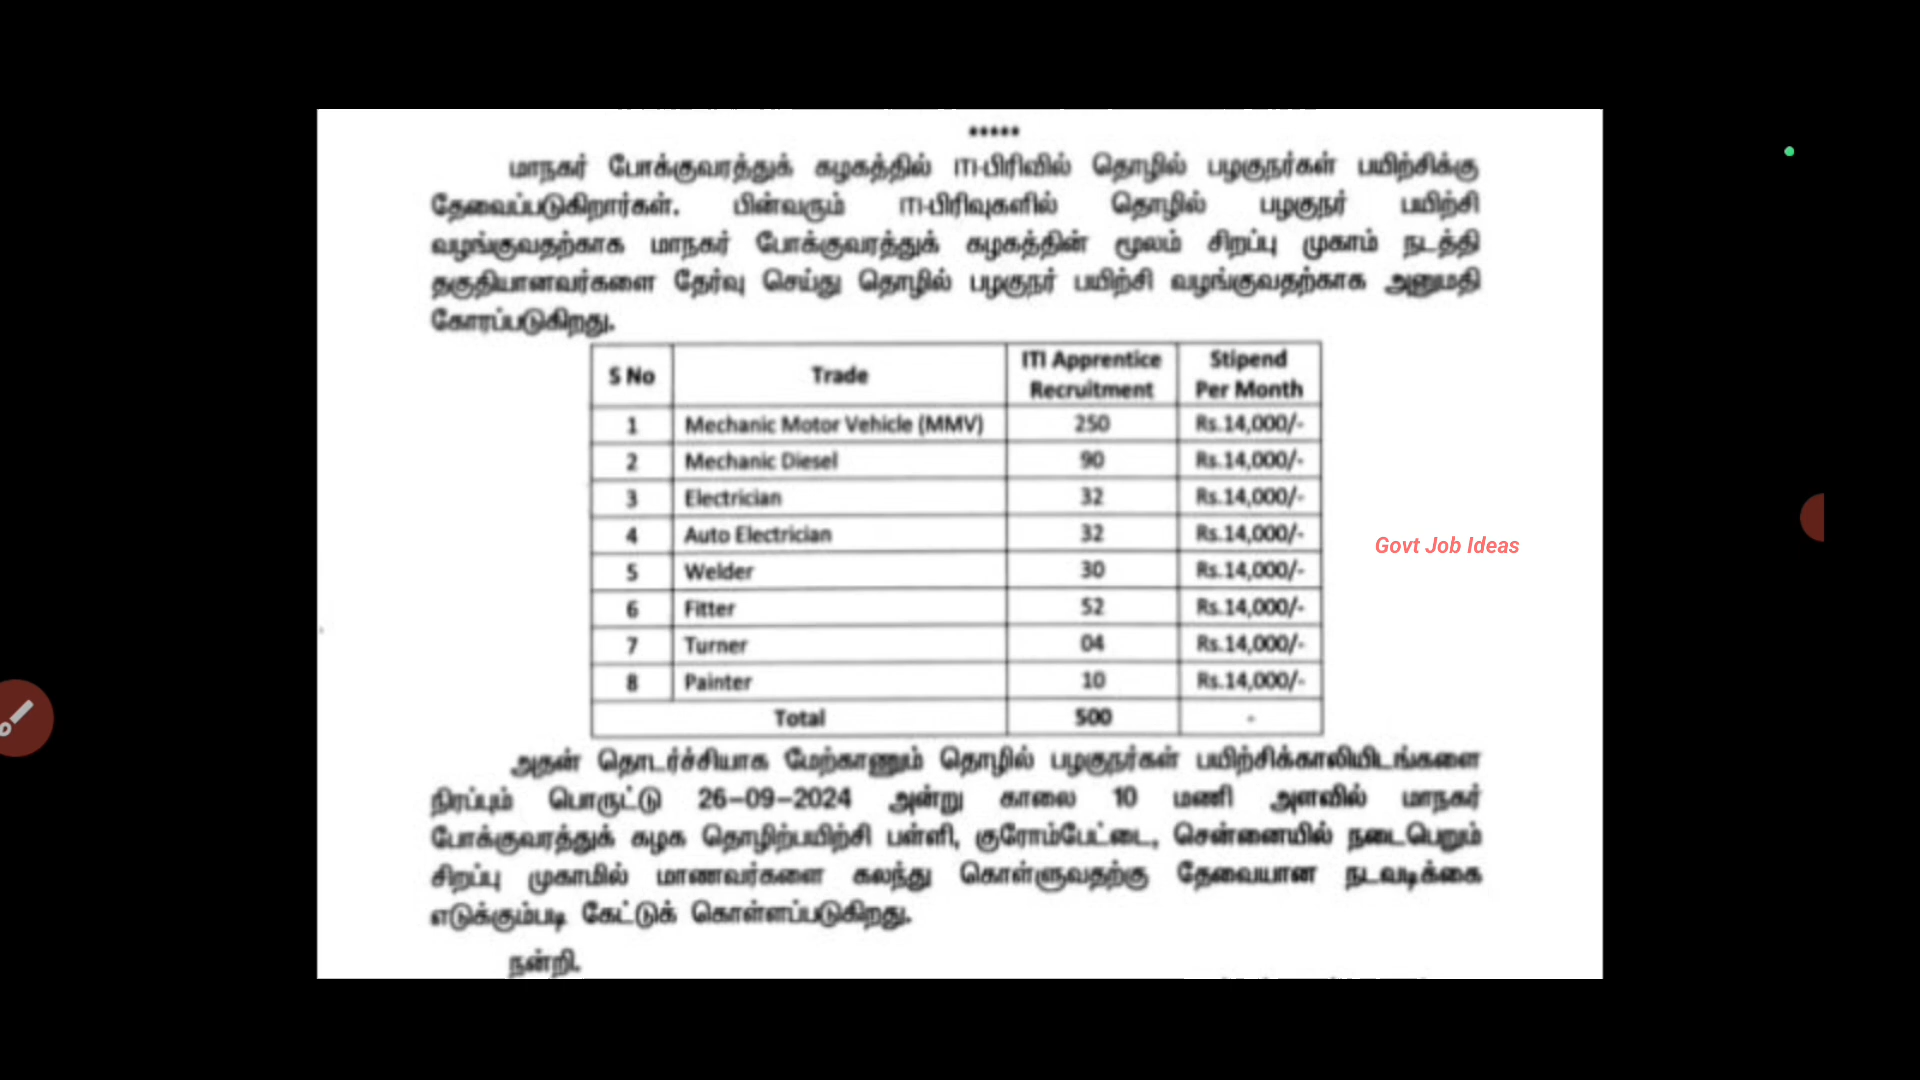 *****
மாநகர் போக்குவரத்துக் கழகத்தில் ITI-பிரிவில் தொழில் பழகுநர்கள் பயிற்சிக்கு
தேவைப்படுகிறார்கள். பின்வரும் ITI-பிரிவுகளில் தொழில் பழகுநர் பயிற்சி
வழங்குவதற்காக மாநகர் போக்குவரத்துக் கழகத்தின் மூலம் சிறப்பு முகாம் நடத்தி
தகுதியானவர்களை தேர்வு செய்து தொழில் பழகுநர் பயிற்சி வழங்குவதற்காக அனுமதி
கோரப்படுகிறது.
S No Trade ITI Apprentice Recruitment Stipend Per Month
1 Mechanic Motor Vehicle (MMV) 250 Rs.14,000/-
2 Mechanic Diesel 90 Rs.14,000/-
3 Electrician 32 Rs.14,000/-
4 Auto Electrician 32 Rs.14,000/-
5 Welder 30 Rs.14,000/-
6 Fitter 52 Rs.14,000/-
7 Turner 04 Rs.14,000/-
8 Painter 10 Rs.14,000/-
Total 500 -
Govt Job Ideas
அதன் தொடர்ச்சியாக மேற்காணும் தொழில் பழகுநர்கள் பயிற்சிக்காலியிடங்களை
நிரப்பும் பொருட்டு 26-09-2024 அன்று காலை 10 மணி அளவில் மாநகர்
போக்குவரத்துக் கழக தொழிற்பயிற்சி பள்ளி, குரோம்பேட்டை, சென்னையில் நடைபெறும்
சிறப்பு முகாமில் மாணவர்களை கலந்து கொள்ளுவதற்கு தேவையான நடவடிக்கை
எடுக்கும்படி கேட்டுக் கொள்ளப்படுகிறது.
நன்றி.